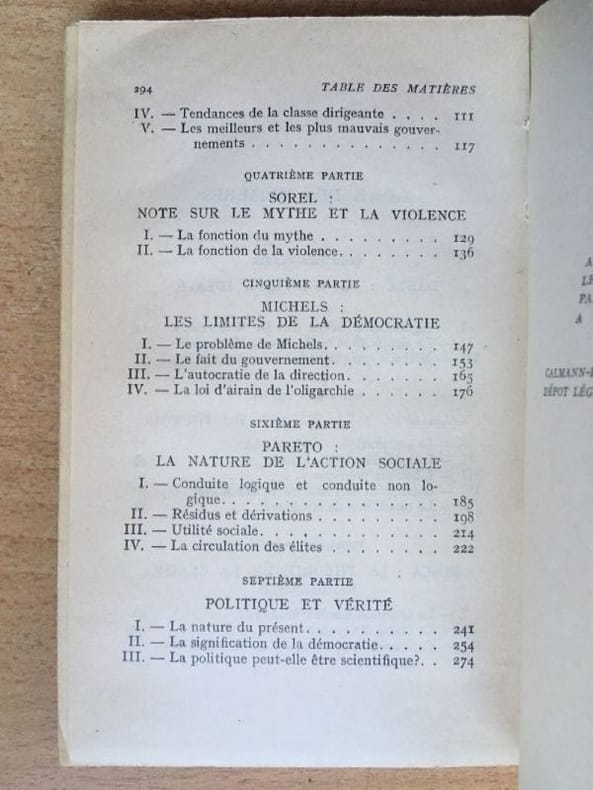 294 TABLE DES MATIÈRES
IV. — Tendances de la classe dirigeante . . . . 111
V. — Les meilleurs et les plus mauvais gouver-
nements . . . . . . . . . . . . . . 117
QUATRIÈME PARTIE
SOREL :
NOTE SUR LE MYTHE ET LA VIOLENCE
I. — La fonction du mythe . . . . . . . . . 129
II. — La fonction de la violence. . . . . . . . 136
CINQUIÈME PARTIE
MICHELS :
LES LIMITES DE LA DÉMOCRATIE
I. — Le problème de Michels. . . . . . . . . 147
II. — Le fait du gouvernement. . . . . . . . 153
III. — L'autocratie de la direction. . . . . . . 165
IV. — La loi d'airain de l'oligarchie . . . . . . 176
SIXIÈME PARTIE
PARETO :
LA NATURE DE L'ACTION SOCIALE
I. — Conduite logique et conduite non lo-
gique. . . . . . . . . . . . . . . . 185
II. — Résidus et dérivations . . . . . . . . . 198
III. — Utilité sociale. . . . . . . . . . . . . 214
IV. — La circulation des élites . . . . . . . . 222
SEPTIÈME PARTIE
POLITIQUE ET VÉRITÉ
I. — La nature du présent. . . . . . . . . . 241
II. — La signification de la démocratie. . . . . 254
III. — La politique peut-elle être scientifique?. . 274
A
LE
PA
A
CALMANN-
DÉPOT LÉG